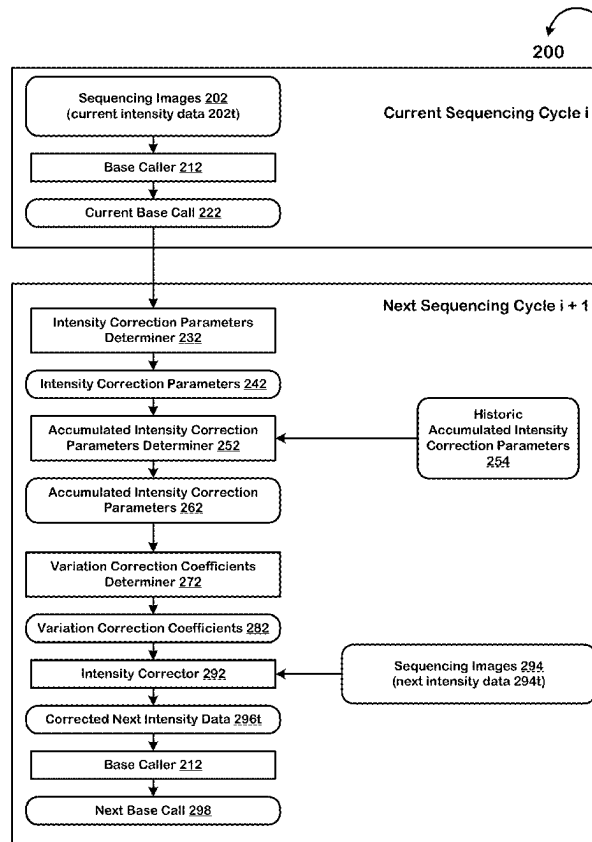 200
Sequencing Images 202
(current intensity data 202t)
Current Sequencing Cycle i
Base Caller 212
Current Base Call 222
Next Sequencing Cycle i + 1
Intensity Correction Parameters
Determiner 232
Intensity Correction Parameters 242
Historic
Accumulated Intensity
Correction Parameters
254
Accumulated Intensity Correction
Parameters Determiner 252
Accumulated Intensity Correction
Parameters 262
Variation Correction Coefficients
Determiner 272
Variation Correction Coefficients 282
Sequencing Images 294
(next intensity data 294t)
Intensity Corrector 292
Corrected Next Intensity Data 296t
Base Caller 212
Next Base Call 298